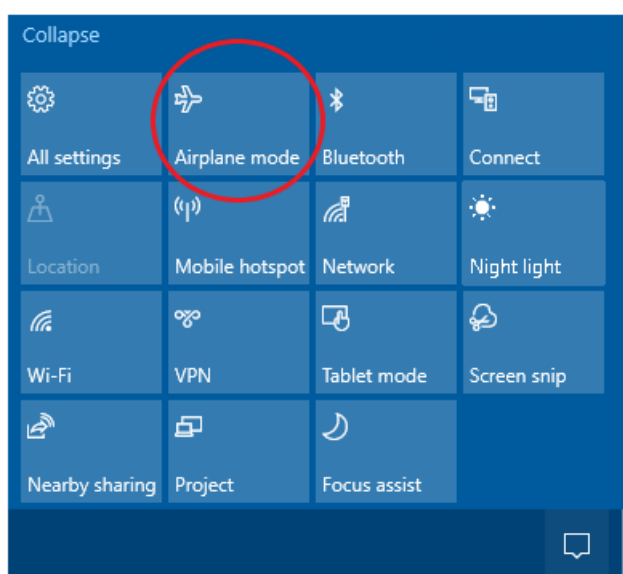 Collapse
All settings
Airplane mode
Bluetooth
Connect
Location
Mobile hotspot
Network
Night light
Wi-Fi
VPN
Tablet mode
Screen snip
Nearby sharing
Project
Focus assist